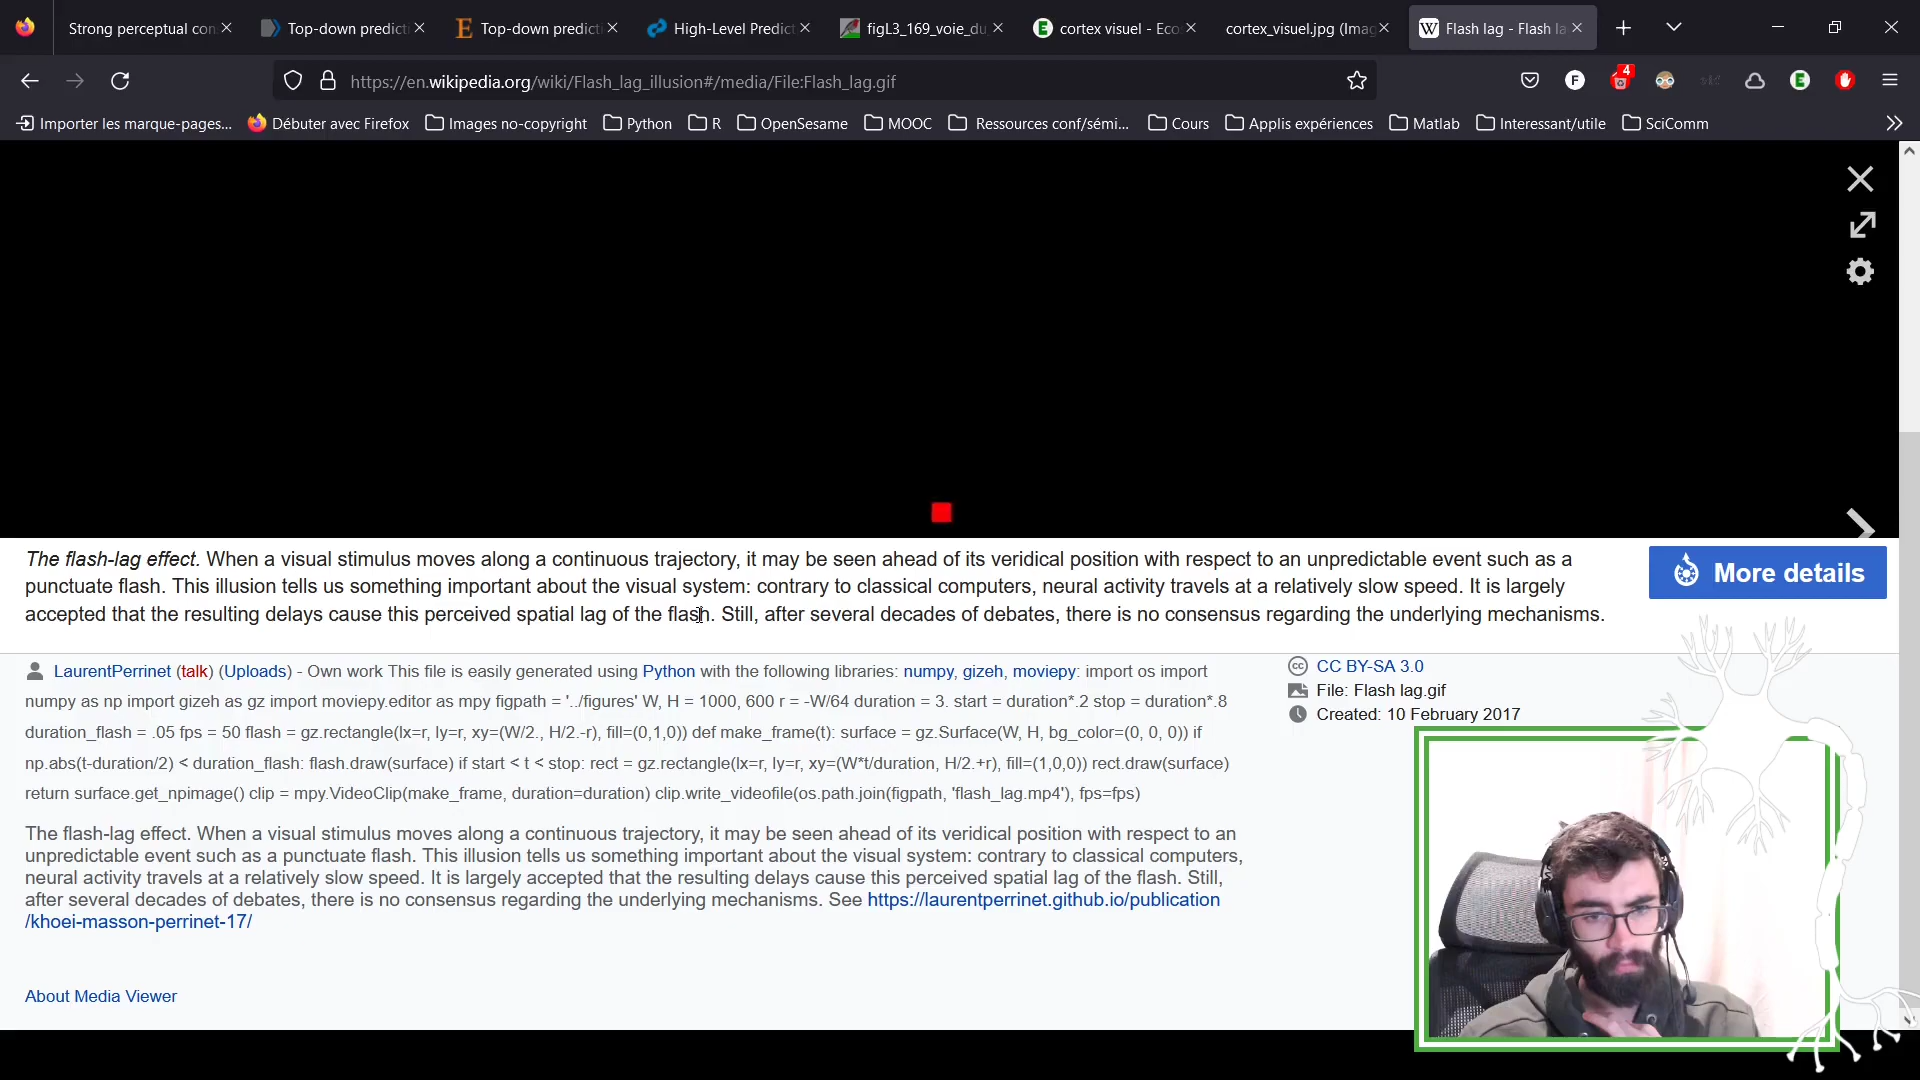 Strong perceptual con
Top-down predicti
Top-down predicti
High-Level Predicti
figL3_169_voie_du
cortex visuel - Ecos
cortex_visuel.jpg (Imag
Flash lag - Flash la
https://en.wikipedia.org/wiki/Flash_lag_illusion#/media/File:Flash_lag.gif
4
Importer les marque-pages...
Débuter avec Firefox
Images no-copyright
Python
R
OpenSesame
MOOC
Ressources conf/sémi...
Cours
Applis expériences
Matlab
Interessant/utile
SciComm
The flash-lag effect. When a visual stimulus moves along a continuous trajectory, it may be seen ahead of its veridical position with respect to an unpredictable event such as a
punctuate flash. This illusion tells us something important about the visual system: contrary to classical computers, neural activity travels at a relatively slow speed. It is largely
accepted that the resulting delays cause this perceived spatial lag of the flash. Still, after several decades of debates, there is no consensus regarding the underlying mechanisms.
More details
LaurentPerrinet (talk) (Uploads) - Own work This file is easily generated using Python with the following libraries: numpy, gizeh, moviepy: import os import
numpy as np import gizeh as gz import moviepy.editor as mpy figpath = '../figures' W, H = 1000, 600 r = -W/64 duration = 3. start = duration*.2 stop = duration*.8
duration_flash = .05 fps = 50 flash = gz.rectangle(lx=r, ly=r, xy=(W/2., H/2.-r), fill=(0,1,0)) def make_frame(t): surface = gz.Surface(W, H, bg_color=(0, 0, 0)) if
np.abs(t-duration/2) < duration_flash: flash.draw(surface) if start < t < stop: rect = gz.rectangle(lx=r, ly=r, xy=(W*t/duration, H/2.+r), fill=(1,0,0)) rect.draw(surface)
return surface.get_npimage() clip = mpy.VideoClip(make_frame, duration=duration) clip.write_videofile(os.path.join(figpath, 'flash_lag.mp4'), fps=fps)
CC BY-SA 3.0
File: Flash lag.gif
Created: 10 February 2017
The flash-lag effect. When a visual stimulus moves along a continuous trajectory, it may be seen ahead of its veridical position with respect to an
unpredictable event such as a punctuate flash. This illusion tells us something important about the visual system: contrary to classical computers,
neural activity travels at a relatively slow speed. It is largely accepted that the resulting delays cause this perceived spatial lag of the flash. Still,
after several decades of debates, there is no consensus regarding the underlying mechanisms. See https://laurentperrinet.github.io/publication
/khoei-masson-perrinet-17/
About Media Viewer